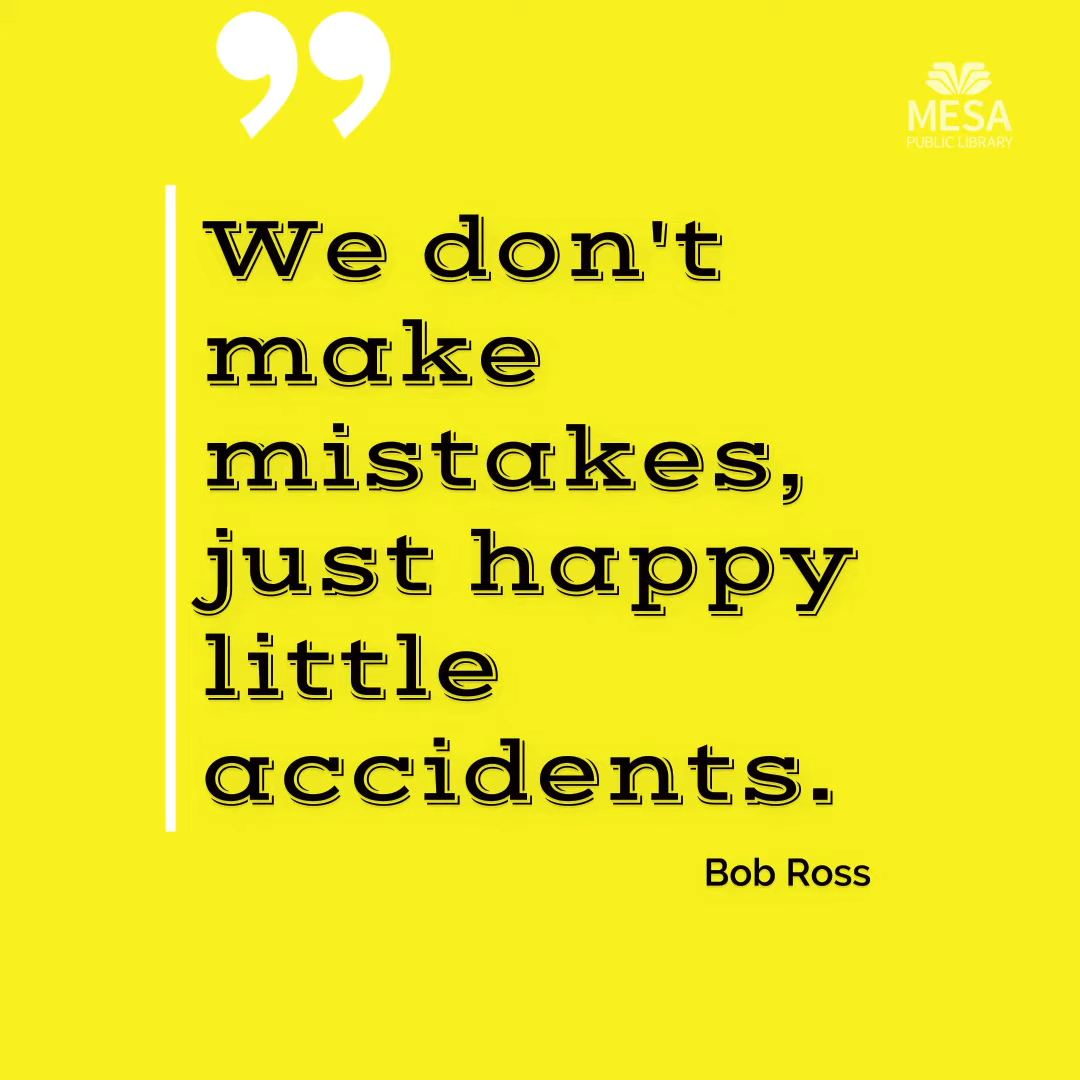 ”
MESA
PUBLIC LIBRARY
We don't
make
mistakes,
just happy
little
accidents.
Bob Ross